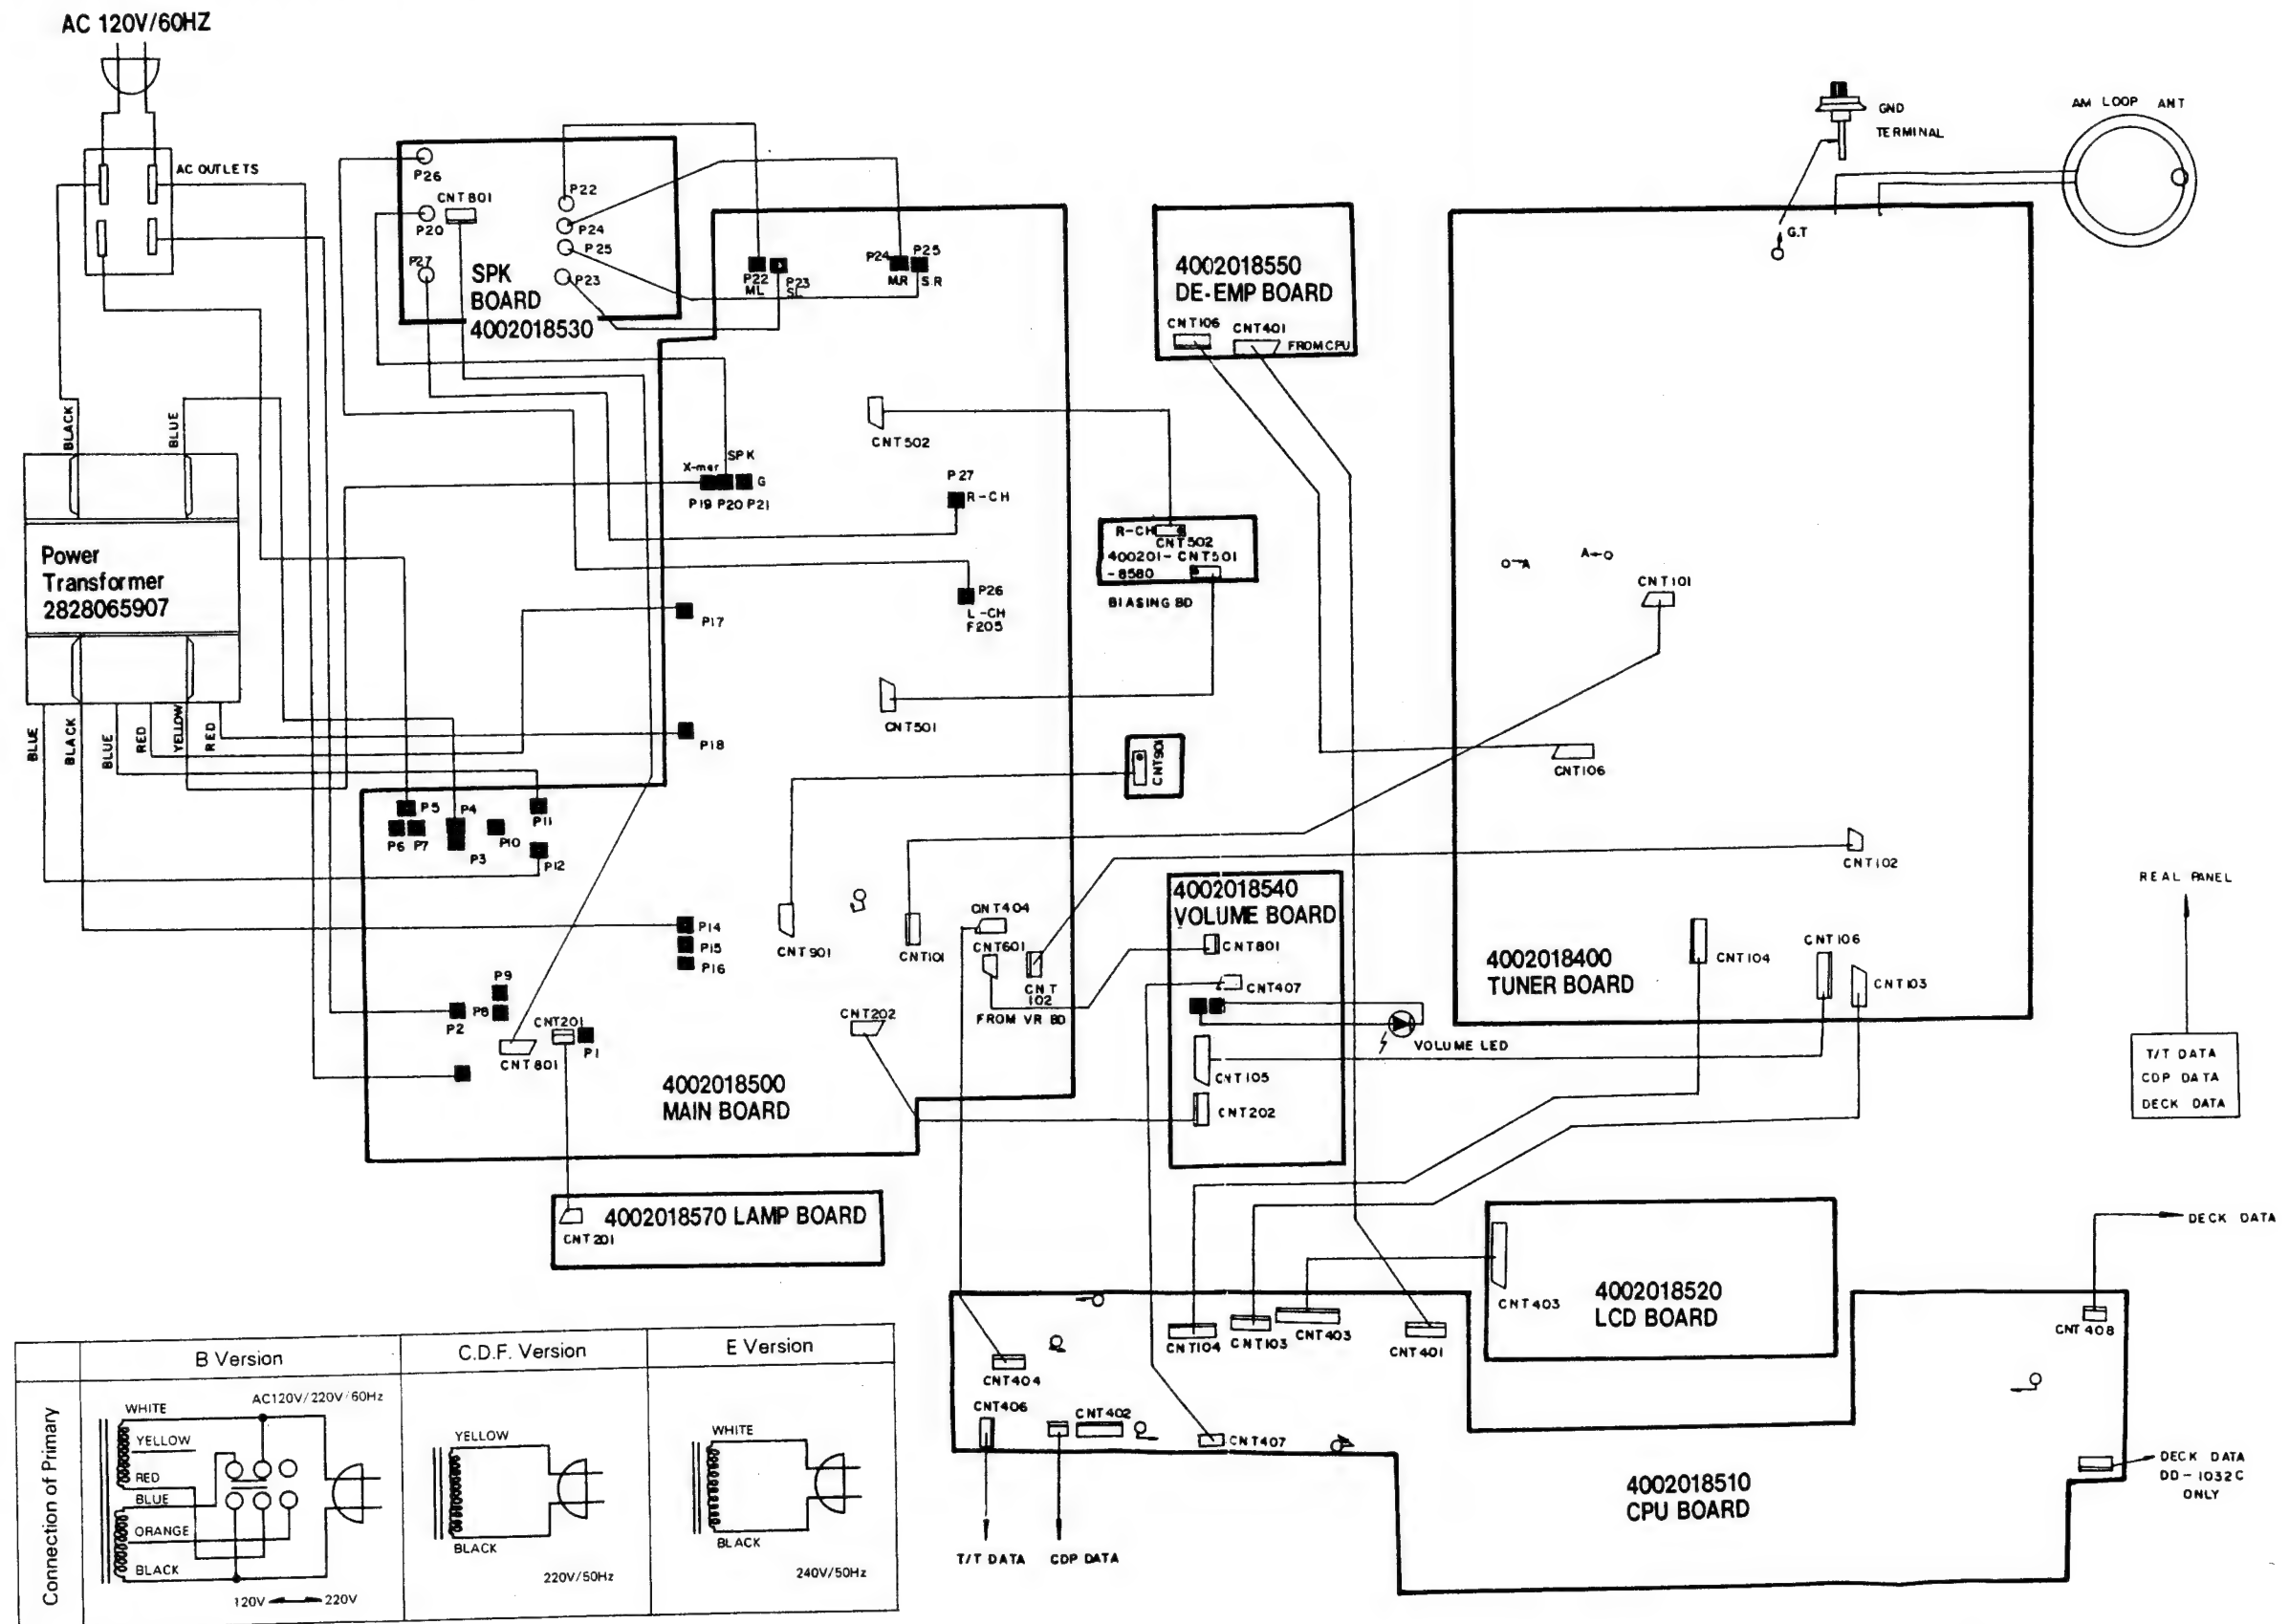 AC 120V/60HZ
AC OUTLETS
BLACK
BLUE
Power
Transformer
2828065907
BLUE
BLACK
BLUE
RED
YELLOW
RED
P26
CNT801
P20
P27
P22
P24
P25
P23
SPK
BOARD
4002018530
P22
ML
P23
SL
P24
M.R
P25
S.R
CNT502
X-mer
SPK
G
P19 P20 P21
P27
R-CH
P26
L-CH
F205
P17
P18
CNT501
P5
P4
P11
P6 P7
P3
P10
P12
P14
P15
P16
P9
P8
P2
CNT201
P1
CNT801
CNT901
CNT101
CNT404
CNT601
CNT
102
FROM VR BD
CNT202
4002018500
MAIN BOARD
4002018570 LAMP BOARD
CNT201
4002018550
DE-EMP BOARD
CNT106
CNT401
FROM CPU
R-CH
CNT502
400201- CNT501
-8580
BIASING BD
CNT901
4002018540
VOLUME BOARD
CNT801
CNT407
VOLUME LED
CNT105
CNT202
GND
TERMINAL
AM LOOP ANT
G.T
A
A
CNT101
CNT106
CNT102
4002018400
TUNER BOARD
CNT104
CNT106
CNT103
REAL PANEL
T/T DATA
CDP DATA
DECK DATA
4002018520
LCD BOARD
CNT403
DECK DATA
CNT408
CNT104
CNT103
CNT403
CNT401
CNT404
CNT406
CNT402
CNT407
4002018510
CPU BOARD
DECK DATA
DD-1032C
ONLY
T/T DATA
CDP DATA
B Version
C.D.F. Version
E Version
Connection of Primary
WHITE
YELLOW
RED
BLUE
ORANGE
BLACK
AC120V/220V/60Hz
120V
220V
YELLOW
BLACK
220V/50Hz
WHITE
BLACK
240V/50Hz